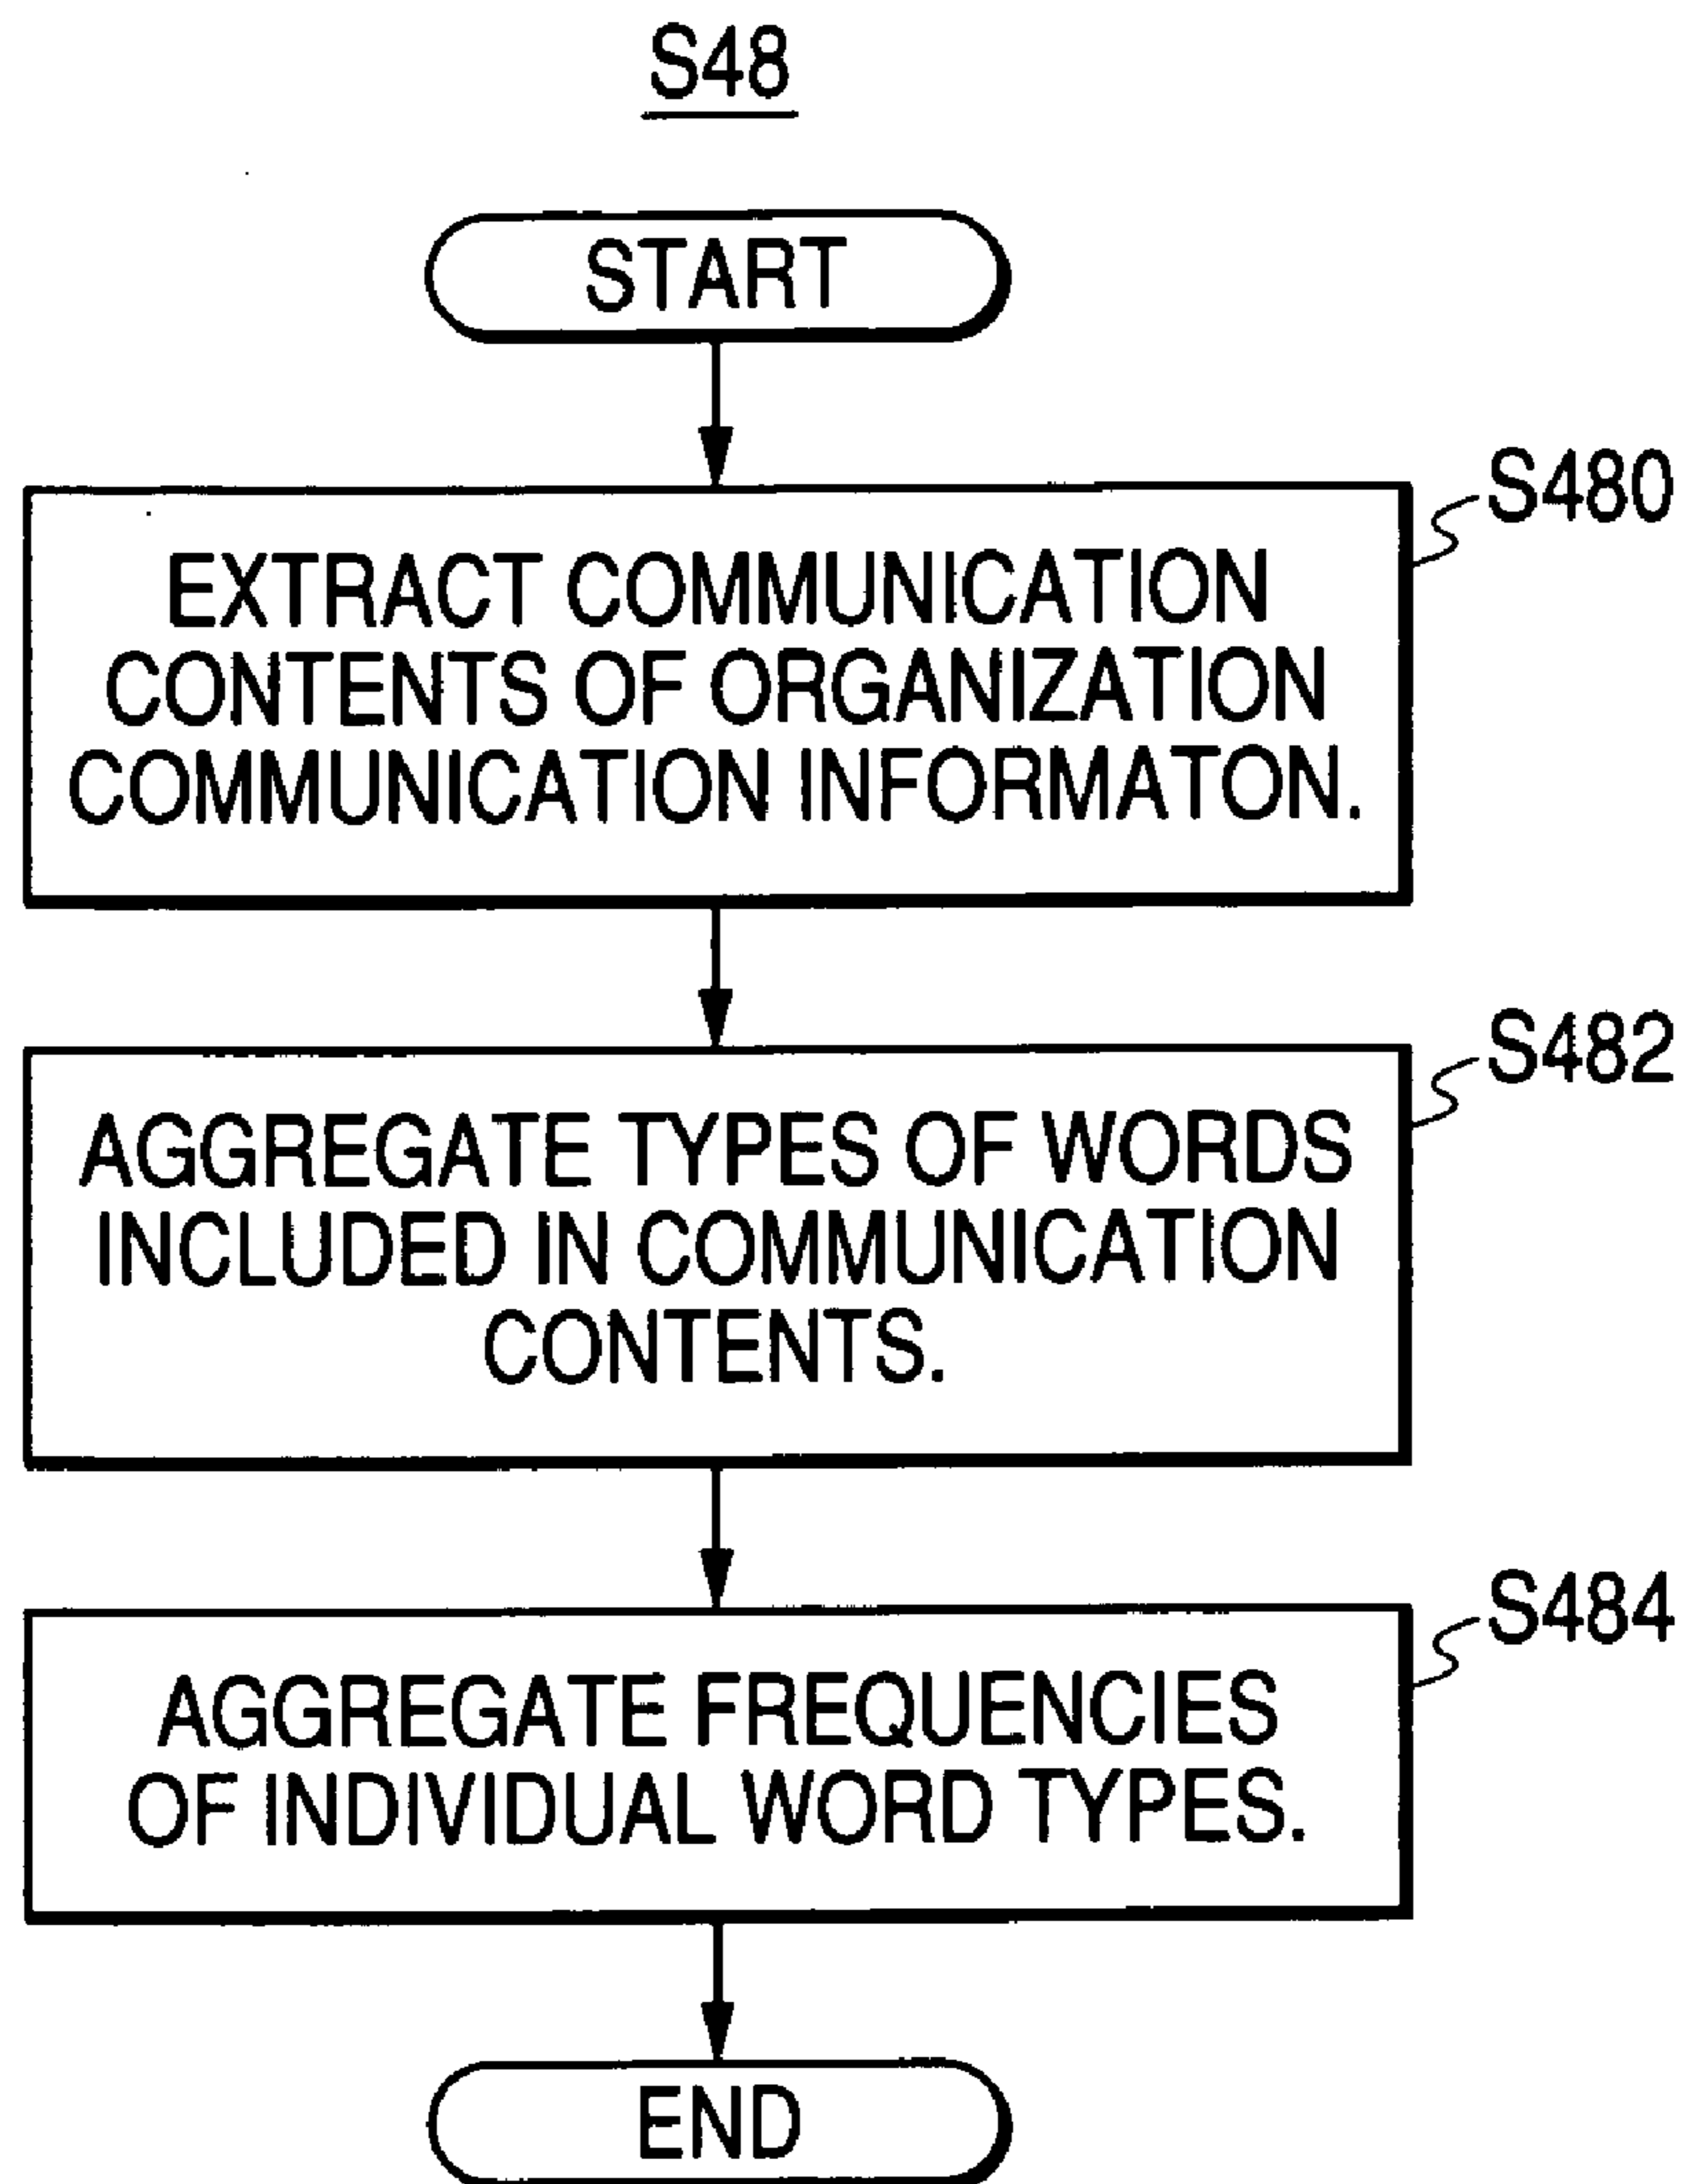 S48
START
S480
EXTRACT COMMUNICATION
CONTENTS OF ORGANIZATION
COMMUNICATION INFORMATON.
S482
AGGREGATE TYPES OF WORDS
INCLUDED IN COMMUNICATION
CONTENTS.
S484
AGGREGATE FREQUENCIES
OF INDIVIDUAL WORD TYPES.
END